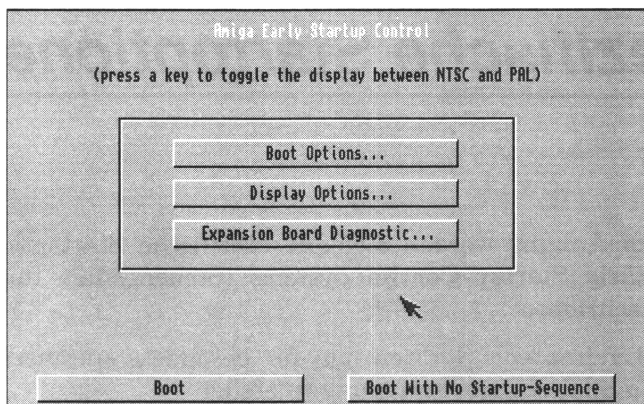 Amiga Early Startup Control
(press a key to toggle the display between NTSC and PAL)
Boot Options...
Display Options...
Expansion Board Diagnostic...
Boot
Boot With No Startup-Sequence